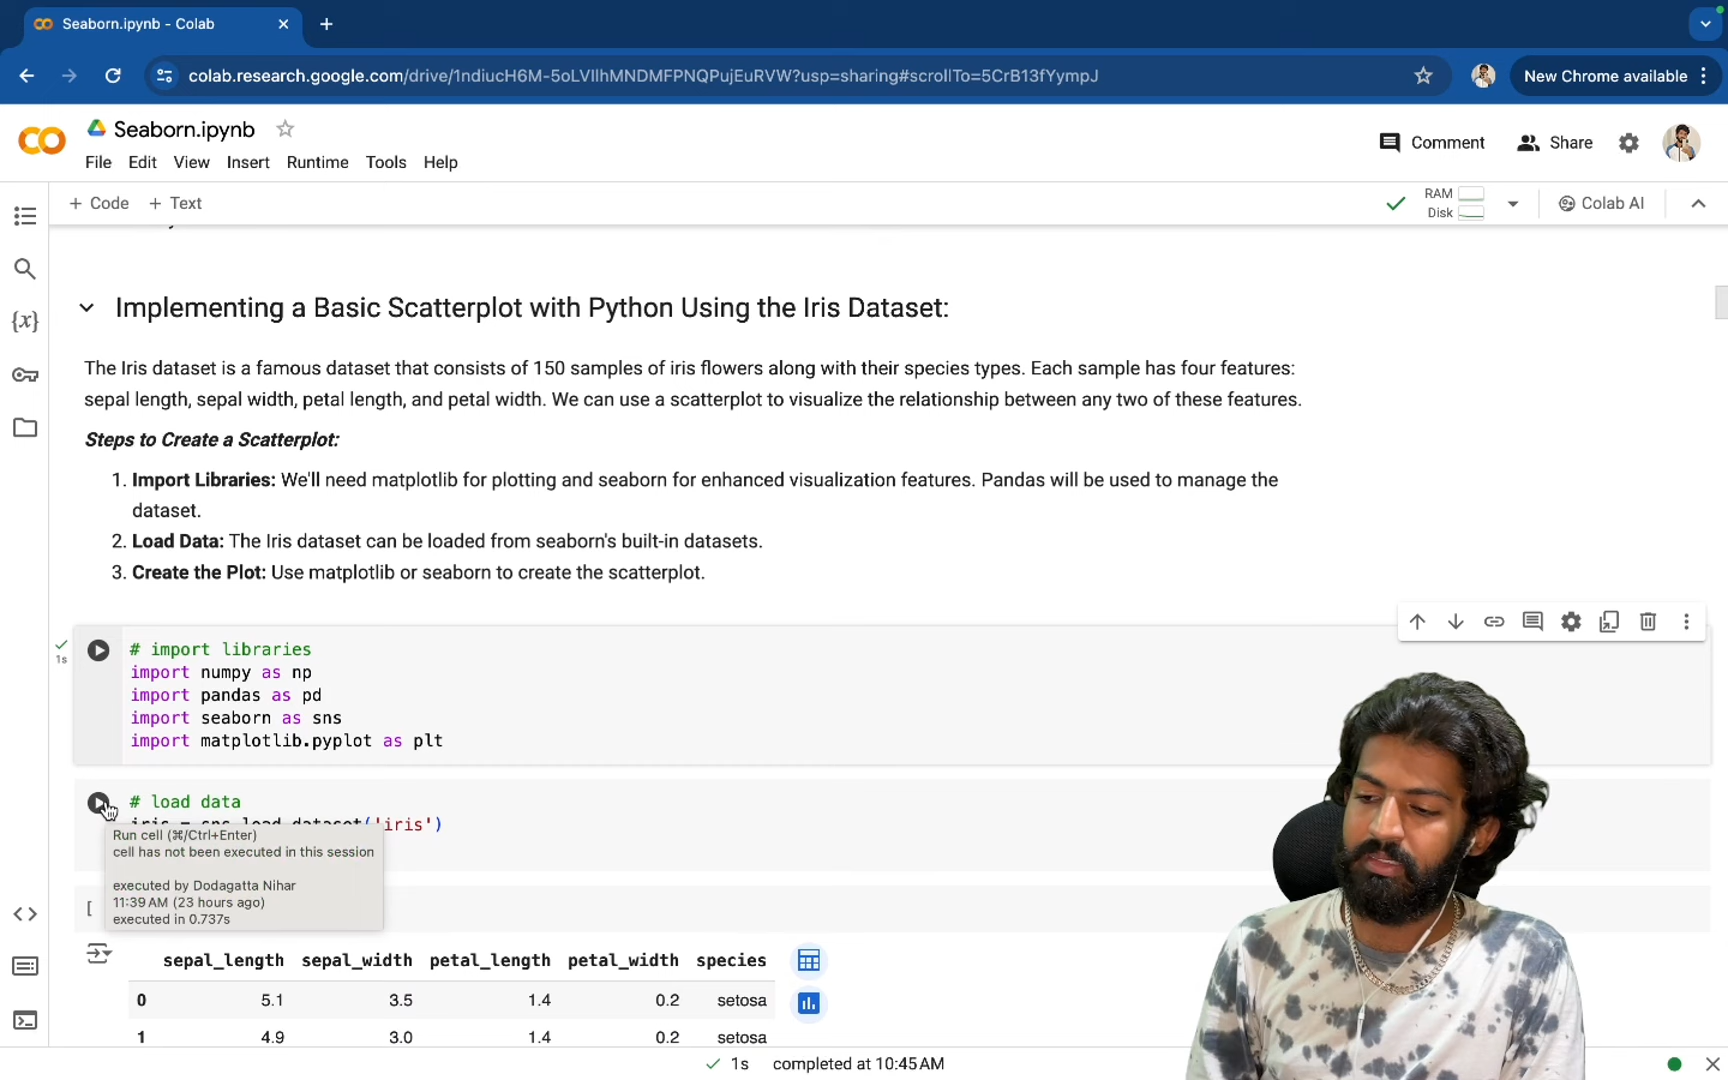 Seaborn.ipynb - Colab
colab.research.google.com/drive/1ndiucH6M-5oLVIlhMNDMFPNQPujEuRVW?usp=sharing#scrollTo=5CrB13fYympJ
New Chrome available
Seaborn.ipynb
Comment
Share
File Edit View Insert Runtime Tools Help
+ Code + Text
RAM
Disk
Colab AI
Implementing a Basic Scatterplot with Python Using the Iris Dataset:
The Iris dataset is a famous dataset that consists of 150 samples of iris flowers along with their species types. Each sample has four features:
sepal length, sepal width, petal length, and petal width. We can use a scatterplot to visualize the relationship between any two of these features.
Steps to Create a Scatterplot:
1. Import Libraries: We'll need matplotlib for plotting and seaborn for enhanced visualization features. Pandas will be used to manage the
dataset.
2. Load Data: The Iris dataset can be loaded from seaborn's built-in datasets.
3. Create the Plot: Use matplotlib or seaborn to create the scatterplot.
1s
# import libraries
import numpy as np
import pandas as pd
import seaborn as sns
import matplotlib.pyplot as plt
# load data
iris = sns.load_dataset('iris')
Run cell (⌘/Ctrl+Enter)
cell has not been executed in this session
executed by Dodagatta Nihar
11:39 AM (23 hours ago)
executed in 0.737s
[
sepal_length sepal_width petal_length petal_width species
0 5.1 3.5 1.4 0.2 setosa
1 4.9 3.0 1.4 0.2 setosa
1s completed at 10:45 AM